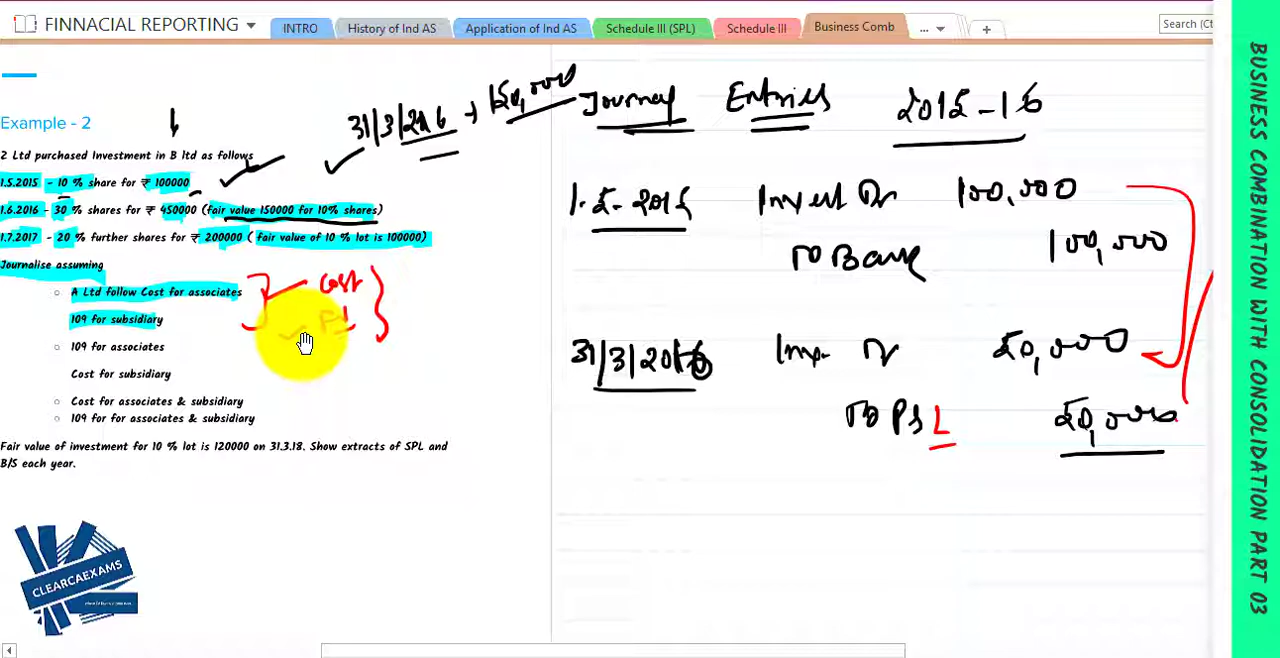 FINNACIAL REPORTING
INTRO
History of Ind AS
Application of Ind AS
Schedule III (SPL)
Schedule III
Business Comb
...
Search (Ct
Example - 2
2 Ltd purchased Investment in B ltd as follows
1.5.2015 - 10 % share for ₹ 100000
1.6.2016 - 30 % shares for ₹ 450000 (fair value 150000 for 10% shares)
1.7.2017 - 20 % further shares for ₹ 200000 ( fair value of 10 % lot is 100000)
Journalise assuming
A Ltd follow Cost for associates
109 for subsidiary
109 for associates
Cost for subsidiary
Cost for associates & subsidiary
109 for for associates & subsidiary
Fair value of investment for 10 % lot is 120000 on 31.3.18. Show extracts of SPL and
B/S each year.
CLEARCAEXAMS
31/3/2016 → 150,000
Cost
P&L
Journal Entries 2015-16
1.5.2015 Invest Dr 100,000
To Bank 100,000
31/3/2016 Inv. Dr 50,000
To P&L 50,000
BUSINESS COMBINATION WITH CONSOLIDATION PART 03